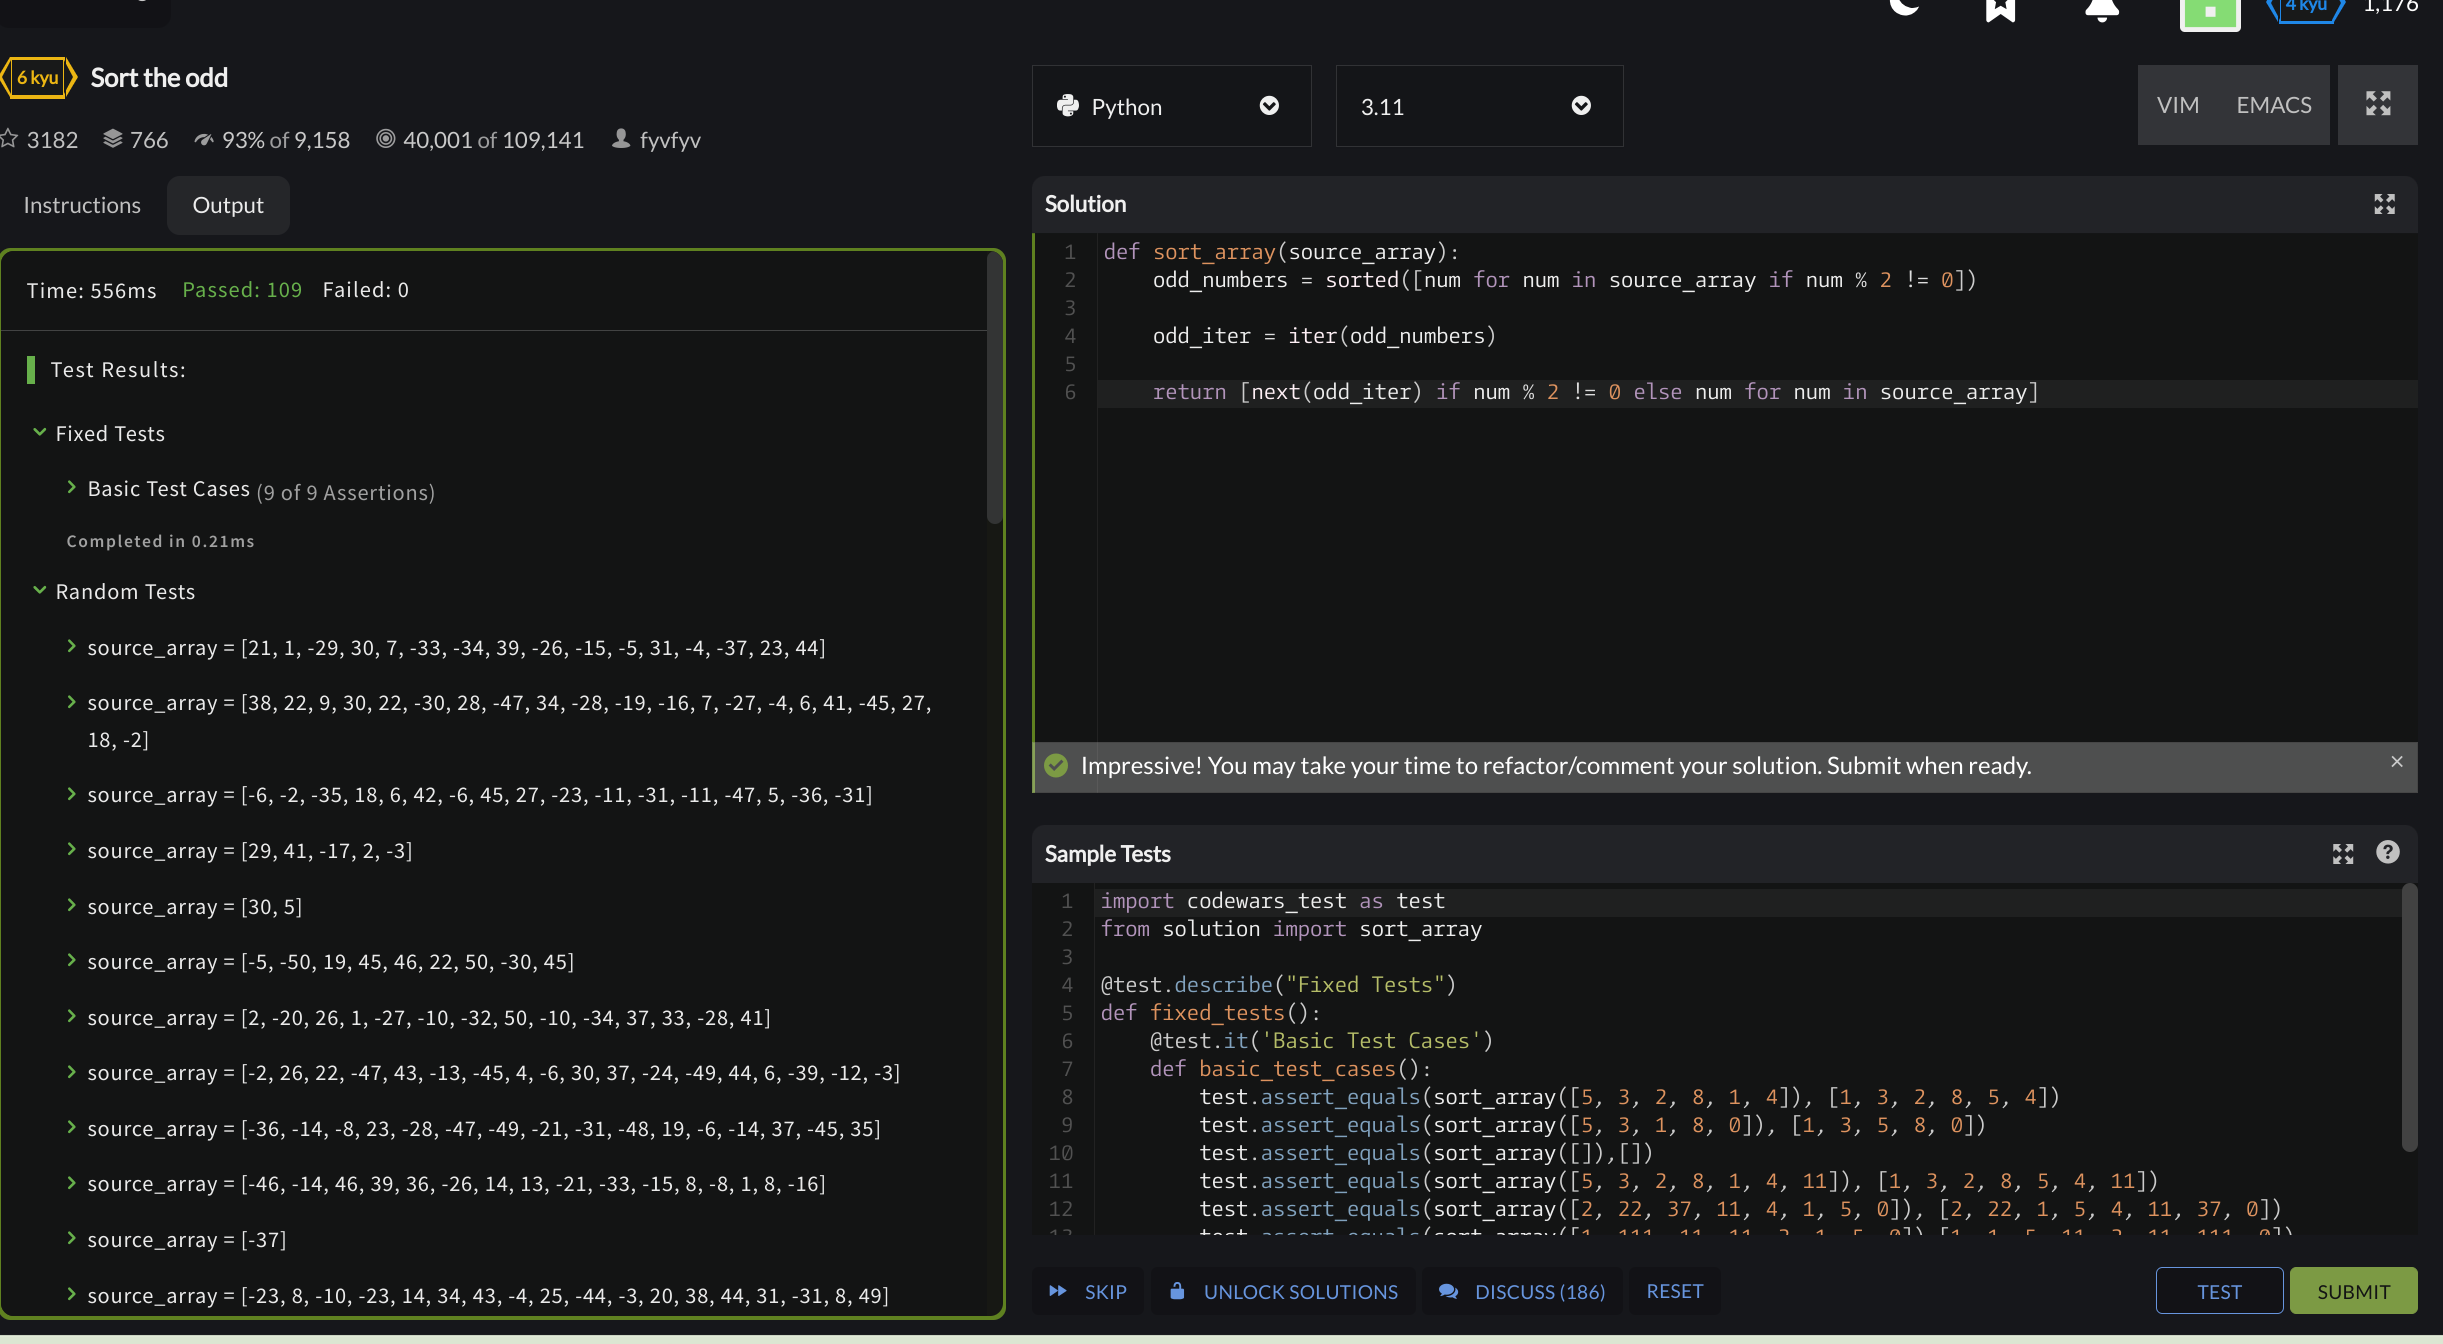 4 kyu
1,176
6 kyu
Sort the odd
3182 766 93% of 9,158 40,001 of 109,141 fyvfyv
Instructions Output
Time: 556ms Passed: 109 Failed: 0
Test Results:
Fixed Tests
Basic Test Cases (9 of 9 Assertions)
Completed in 0.21ms
Random Tests
source_array = [21, 1, -29, 30, 7, -33, -34, 39, -26, -15, -5, 31, -4, -37, 23, 44]
source_array = [38, 22, 9, 30, 22, -30, 28, -47, 34, -28, -19, -16, 7, -27, -4, 6, 41, -45, 27,
18, -2]
source_array = [-6, -2, -35, 18, 6, 42, -6, 45, 27, -23, -11, -31, -11, -47, 5, -36, -31]
source_array = [29, 41, -17, 2, -3]
source_array = [30, 5]
source_array = [-5, -50, 19, 45, 46, 22, 50, -30, 45]
source_array = [2, -20, 26, 1, -27, -10, -32, 50, -10, -34, 37, 33, -28, 41]
source_array = [-2, 26, 22, -47, 43, -13, -45, 4, -6, 30, 37, -24, -49, 44, 6, -39, -12, -3]
source_array = [-36, -14, -8, 23, -28, -47, -49, -21, -31, -48, 19, -6, -14, 37, -45, 35]
source_array = [-46, -14, 46, 39, 36, -26, 14, 13, -21, -33, -15, 8, -8, 1, 8, -16]
source_array = [-37]
source_array = [-23, 8, -10, -23, 14, 34, 43, -4, 25, -44, -3, 20, 38, 44, 31, -31, 8, 49]
Python
3.11
VIM EMACS
Solution
1 def sort_array(source_array):
2     odd_numbers = sorted([num for num in source_array if num % 2 != 0])
3
4     odd_iter = iter(odd_numbers)
5
6     return [next(odd_iter) if num % 2 != 0 else num for num in source_array]
Impressive! You may take your time to refactor/comment your solution. Submit when ready.
Sample Tests
1 import codewars_test as test
2 from solution import sort_array
3
4 @test.describe("Fixed Tests")
5 def fixed_tests():
6     @test.it('Basic Test Cases')
7     def basic_test_cases():
8         test.assert_equals(sort_array([5, 3, 2, 8, 1, 4]), [1, 3, 2, 8, 5, 4])
9         test.assert_equals(sort_array([5, 3, 1, 8, 0]), [1, 3, 5, 8, 0])
10         test.assert_equals(sort_array([]),[])
11         test.assert_equals(sort_array([5, 3, 2, 8, 1, 4, 11]), [1, 3, 2, 8, 5, 4, 11])
12         test.assert_equals(sort_array([2, 22, 37, 11, 4, 1, 5, 0]), [2, 22, 1, 5, 4, 11, 37, 0])
SKIP UNLOCK SOLUTIONS DISCUSS (186) RESET
TEST SUBMIT